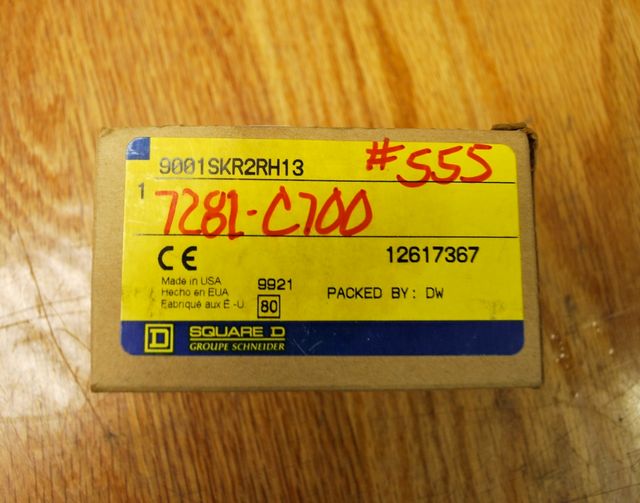 9001SKR2RH13
#555
1
7281-C700
CE
12617367
Made in USA
Hecho en EUA
Fabriqué aux É.-U.
9921
80
PACKED BY: DW
D
SQUARE D
GROUPE SCHNEIDER